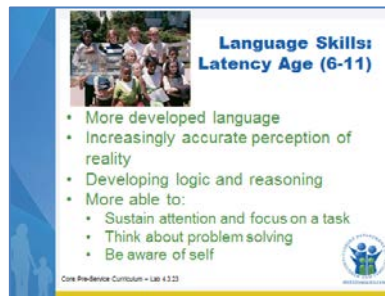 Language Skills:
Latency Age (6-11)
• More developed language
• Increasingly accurate perception of
reality
• Developing logic and reasoning
• More able to:
• Sustain attention and focus on a task
• Think about problem solving
• Be aware of self
Core Pre-Service Curriculum – Lab 4.3.23